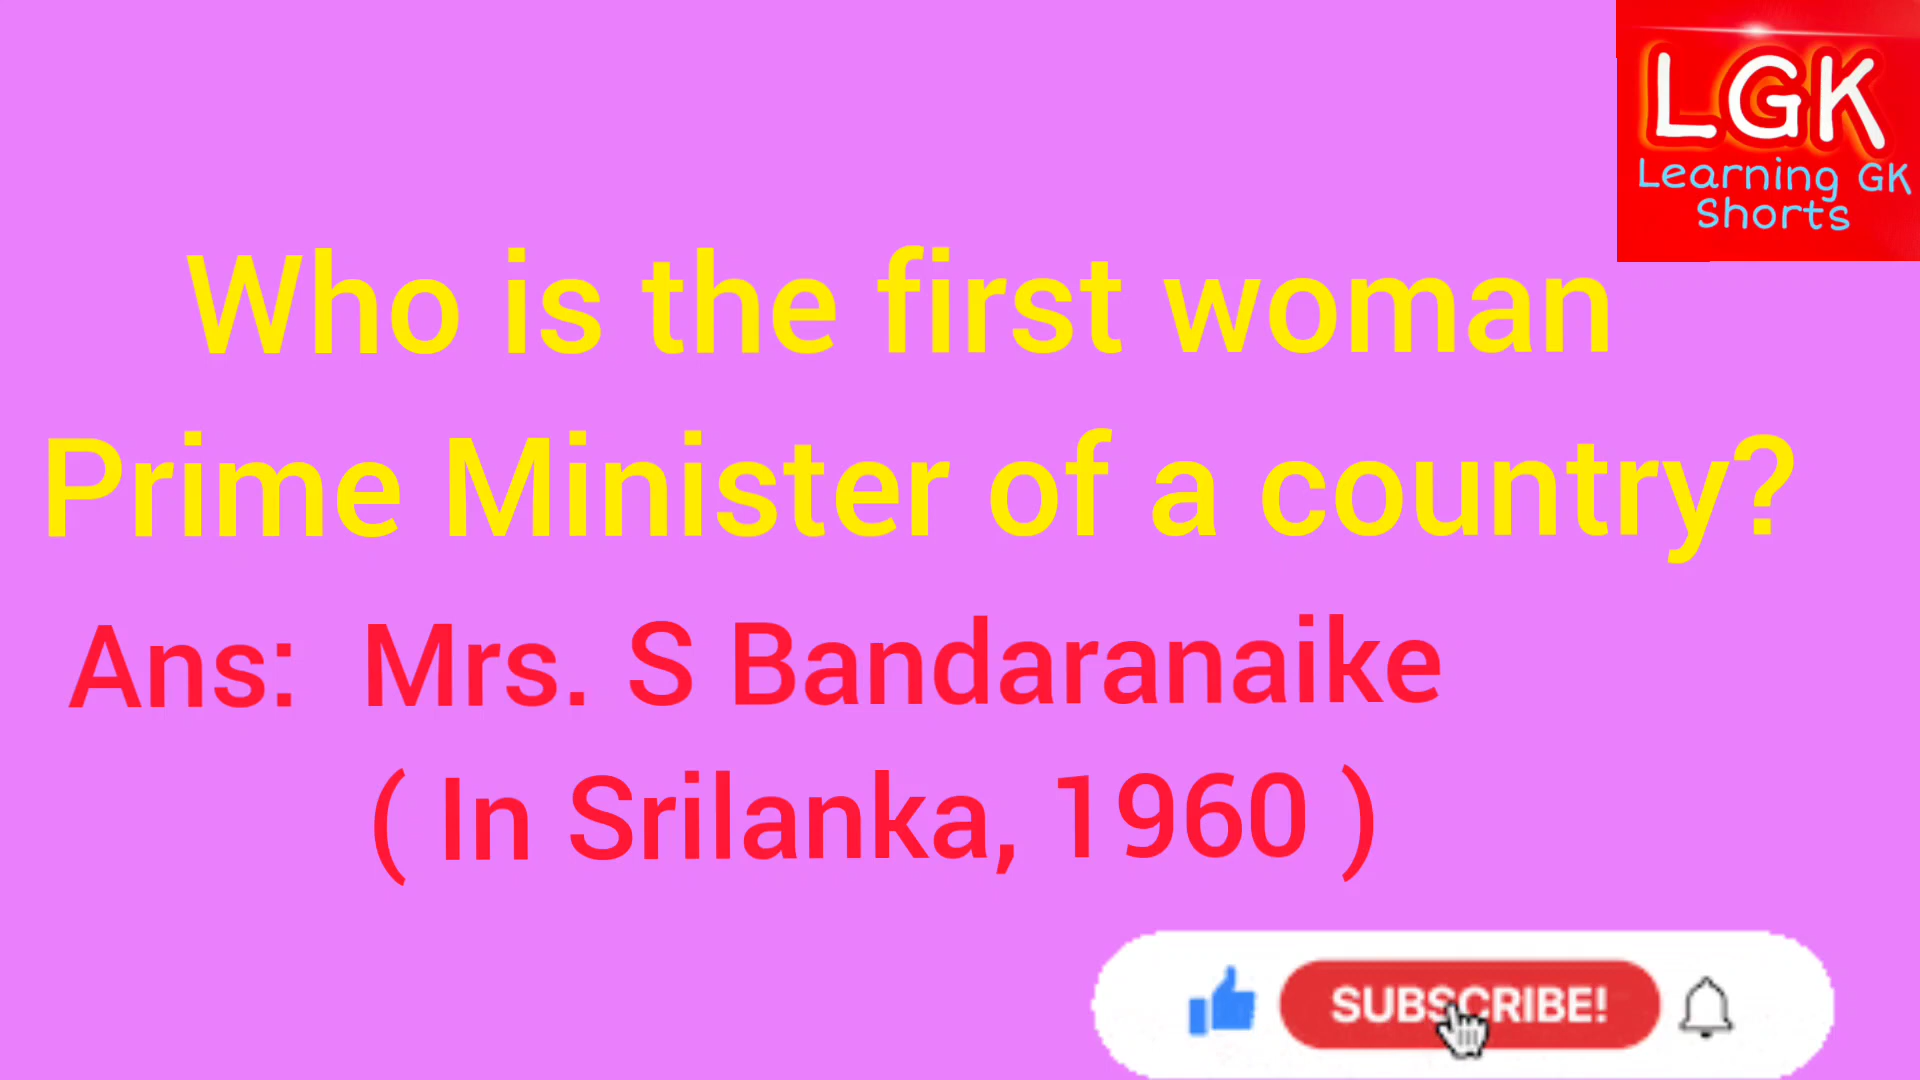 LGK
Learning GK
Shorts
Who is the first woman
Prime Minister of a country?
Ans: Mrs. S Bandaranaike
( In Srilanka, 1960 )
SUBSCRIBE!